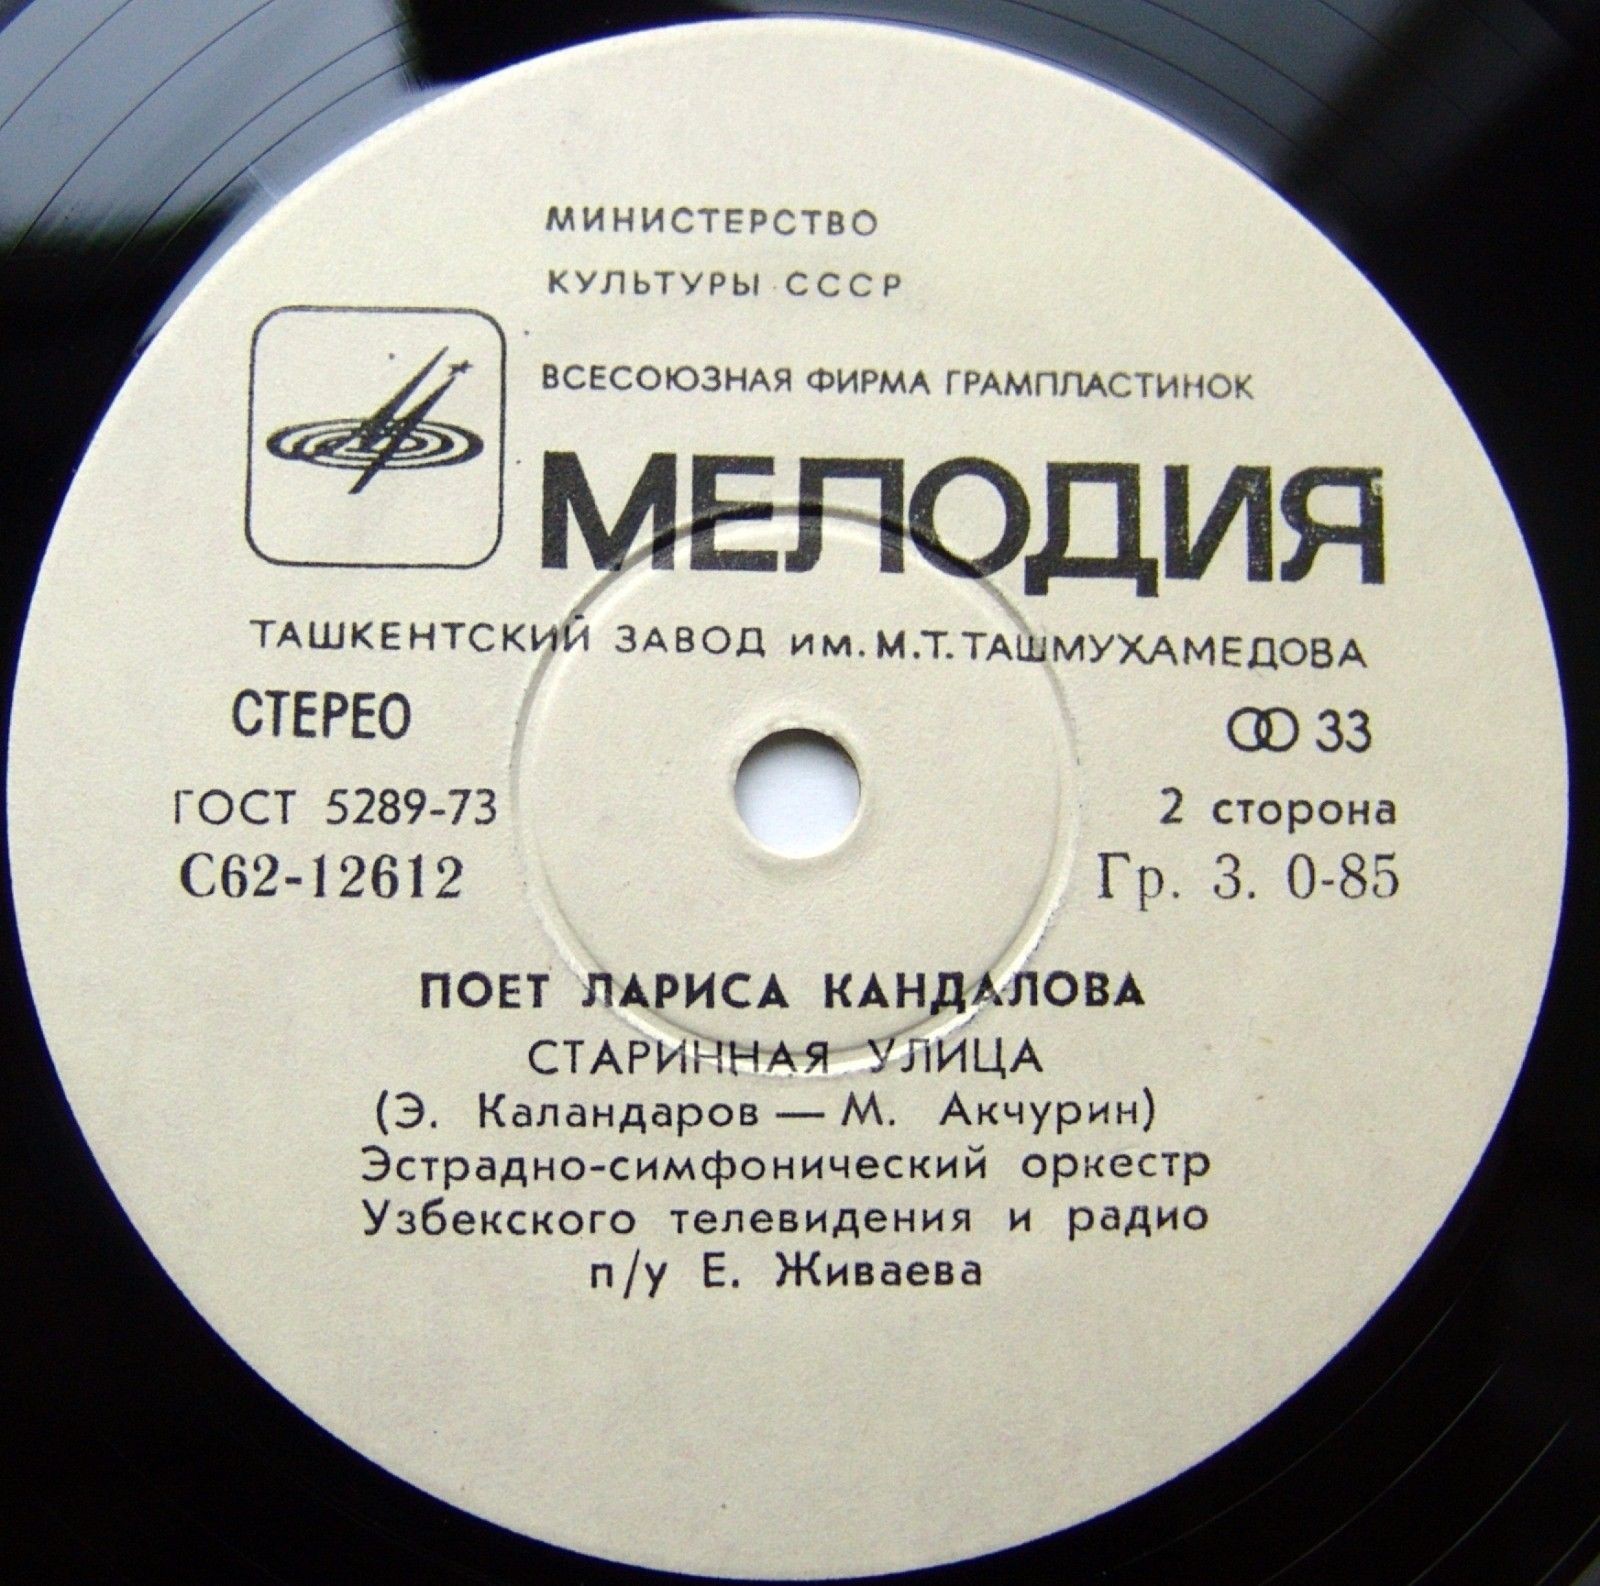 МИНИСТЕРСТВО
КУЛЬТУРЫ СССР
ВСЕСОЮЗНАЯ ФИРМА ГРАМПЛАСТИНОК
МЕЛОДИЯ
ТАШКЕНТСКИЙ ЗАВОД им. М.Т. ТАШМУХАМЕДОВА
СТЕРЕО 33
ГОСТ 5289-73 2 сторона
С62-12612 Гр. 3. 0-85
ПОЕТ ЛАРИСА КАНДАЛОВА
СТАРИННАЯ УЛИЦА
(Э. Каландаров — М. Акчурин)
Эстрадно-симфонический оркестр
Узбекского телевидения и радио
п/у Е. Живаева